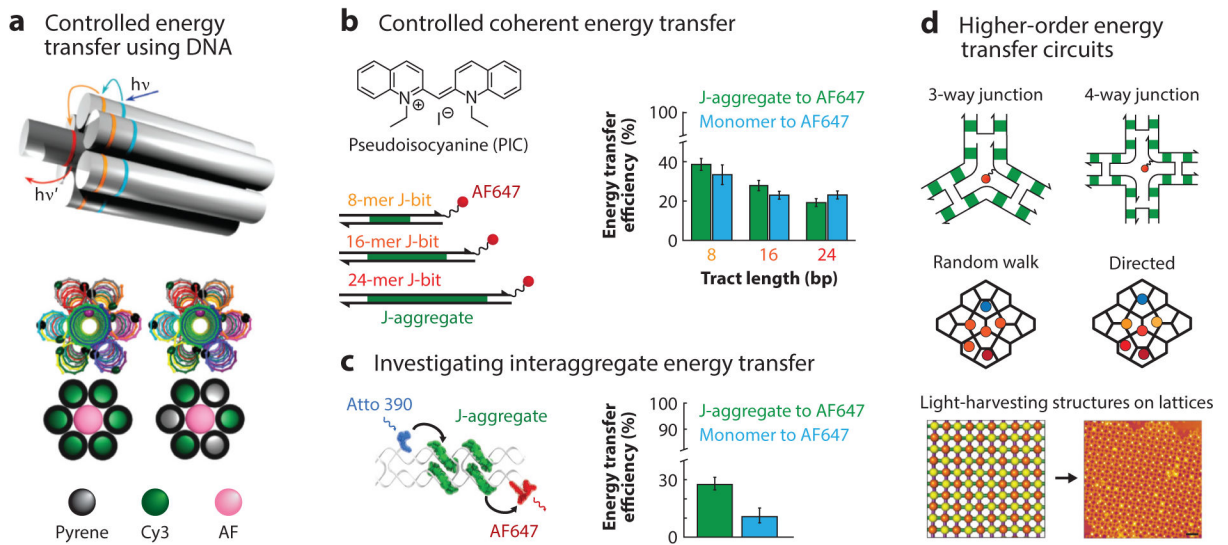 a Controlled energy
transfer using DNA
hν
hν′
Pyrene
Cy3
AF
b Controlled coherent energy transfer
N
⊕
N
I⊖
Pseudoisocyanine (PIC)
AF647
8-mer J-bit
16-mer J-bit
24-mer J-bit
J-aggregate
Energy transfer
efficiency (%)
100
40
20
0
J-aggregate to AF647
Monomer to AF647
8
16
24
Tract length (bp)
c Investigating interaggregate energy transfer
Atto 390
J-aggregate
AF647
Energy transfer
efficiency (%)
100
90
30
0
J-aggregate to AF647
Monomer to AF647
d Higher-order energy
transfer circuits
3-way junction
4-way junction
Random walk
Directed
Light-harvesting structures on lattices